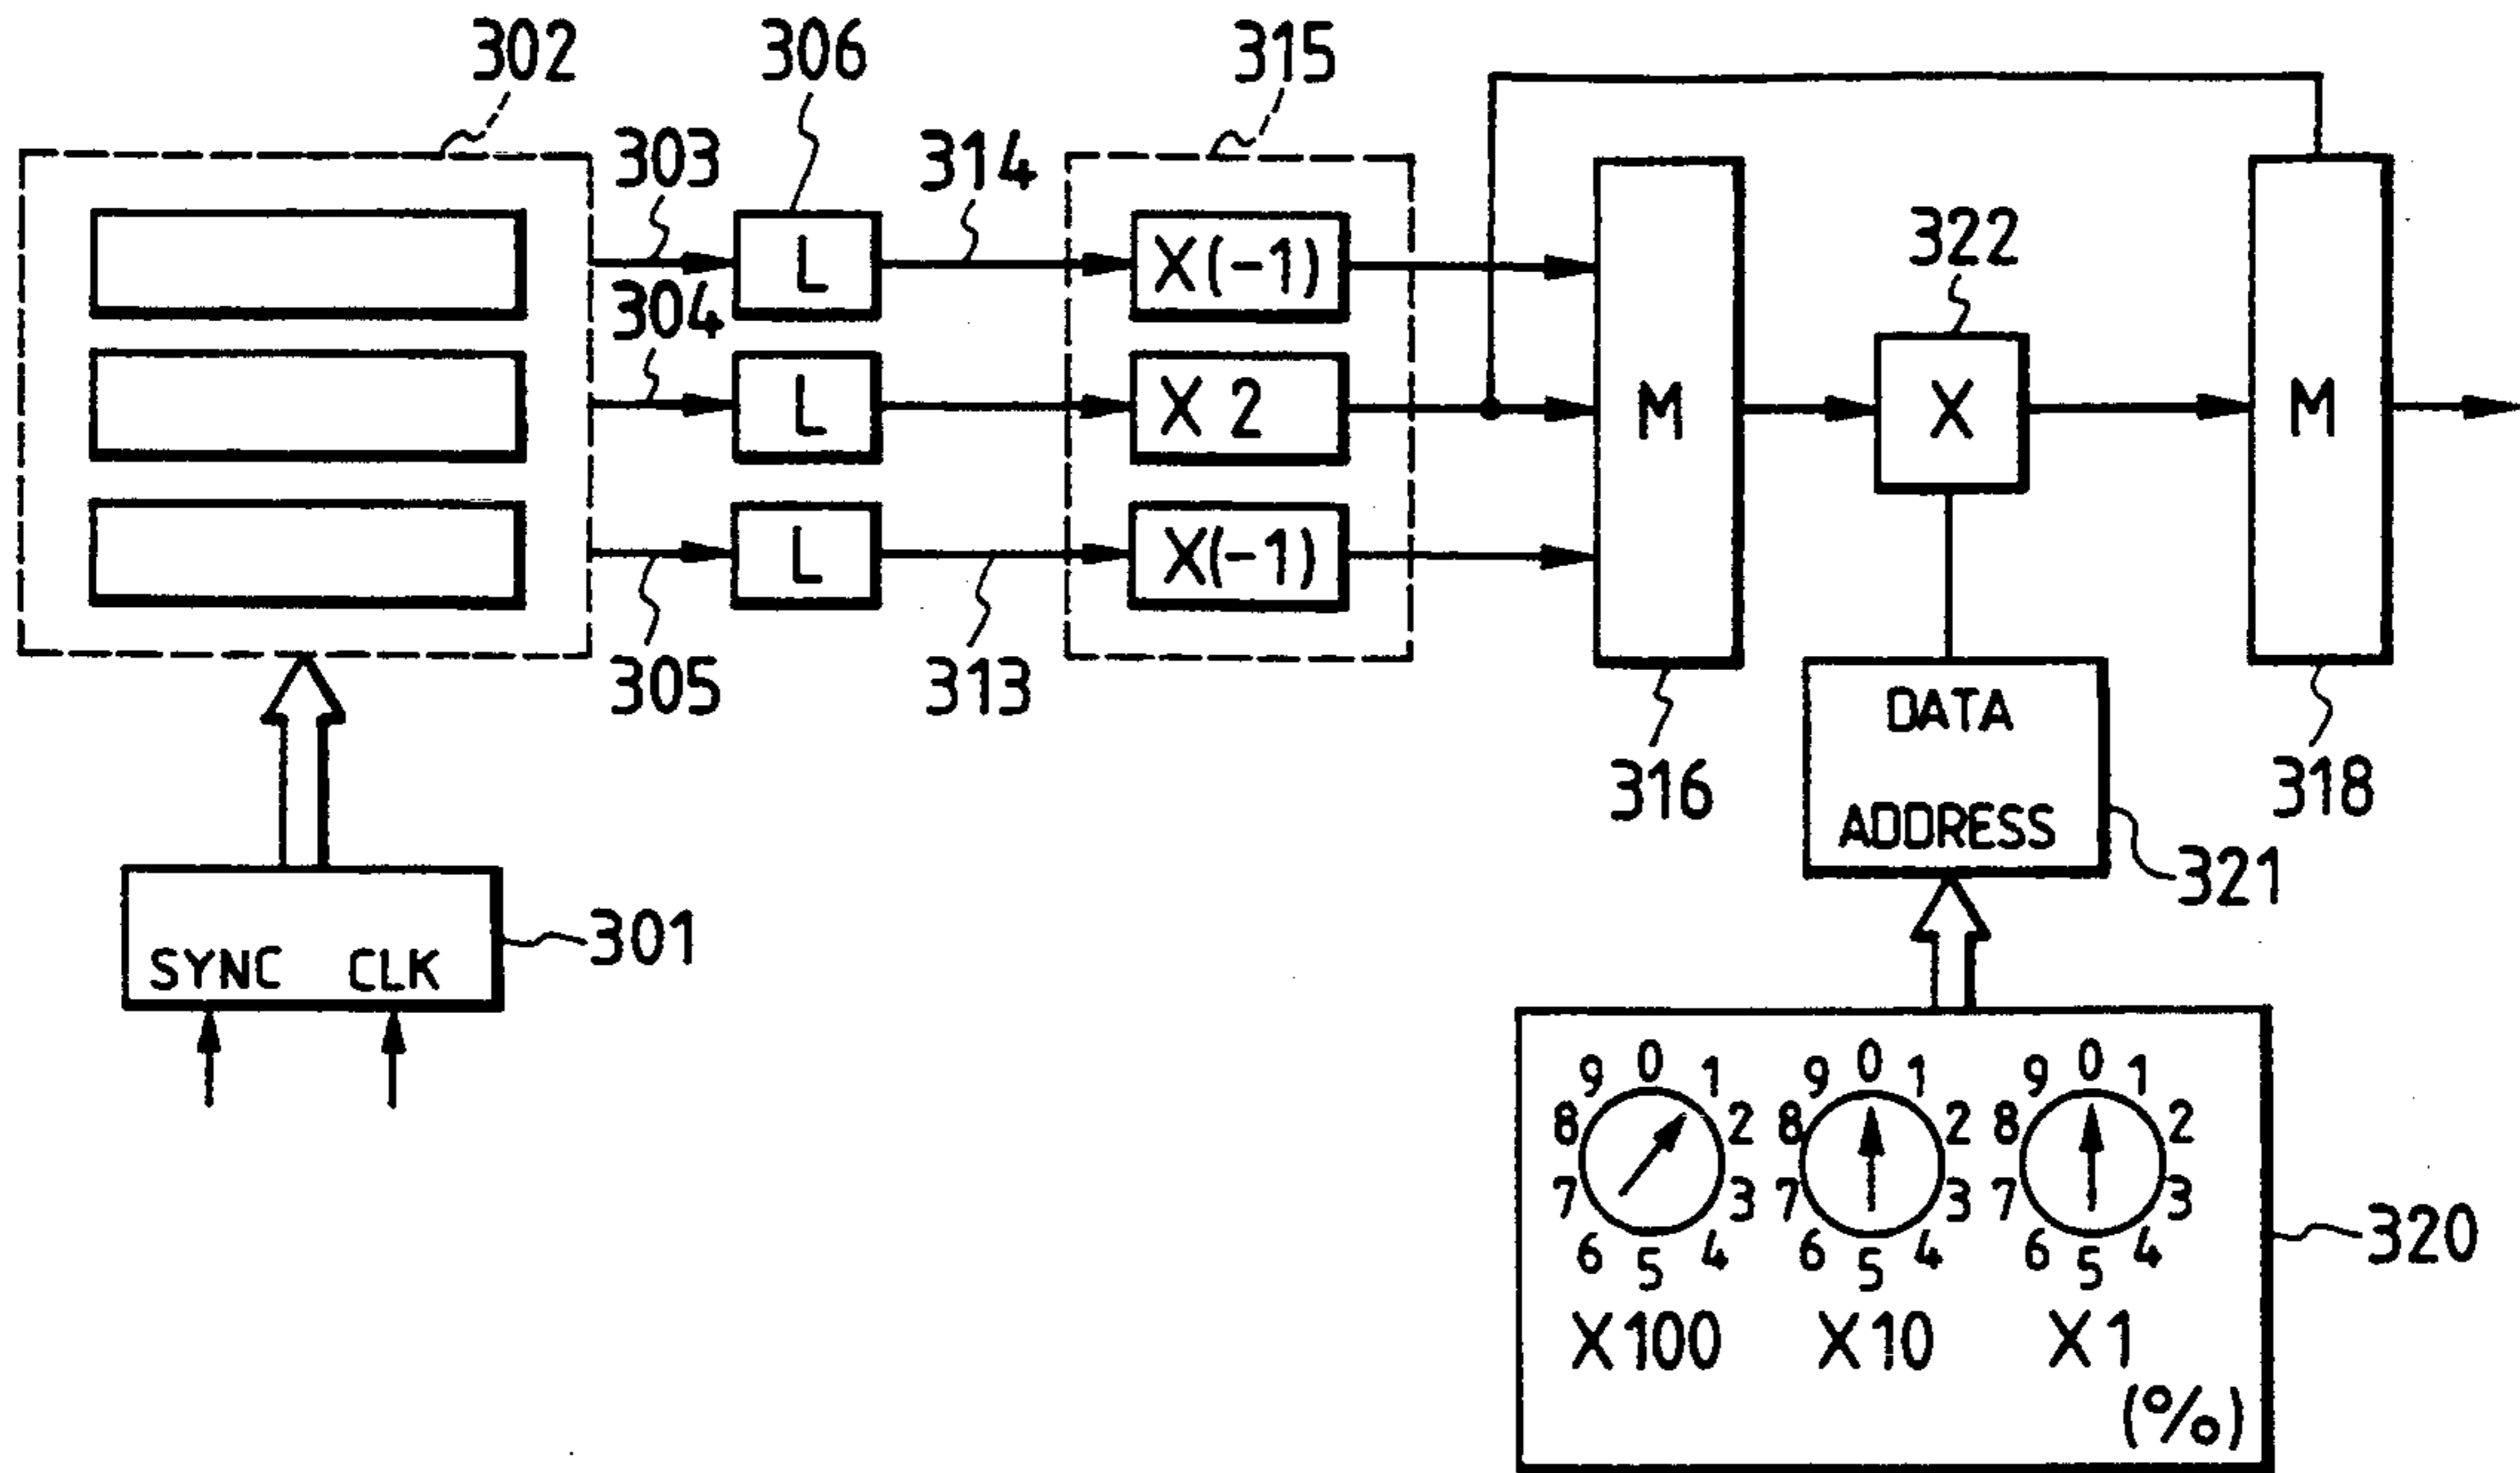 302
306
315
303
314
304
322
L
X(-1)
L
X 2
M
X
M
L
X(-1)
305
313
DATA
ADDRESS
316
318
321
SYNC CLK
301
9 0 1 2 3 4 5 6 7 8
9 0 1 2 3 4 5 6 7 8
9 0 1 2 3 4 5 6 7 8
320
X100 X10 X1
(%)